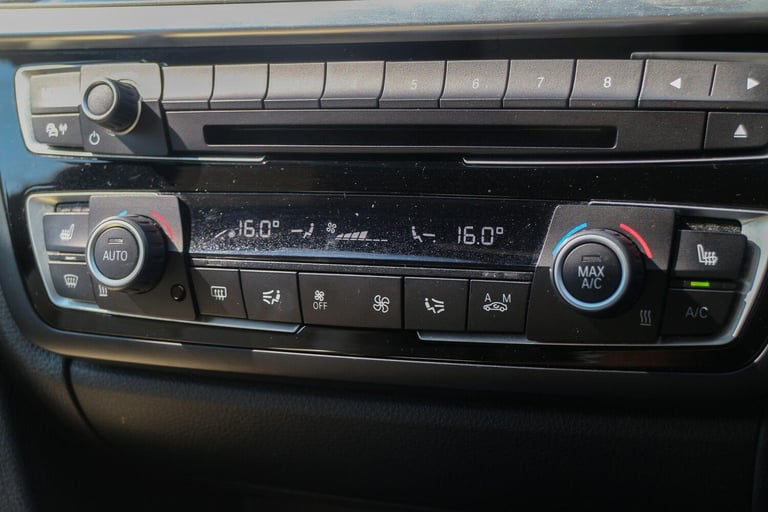 5 6 7 8
16.0° 16.0°
AUTO MAX A/C
OFF A M A/C